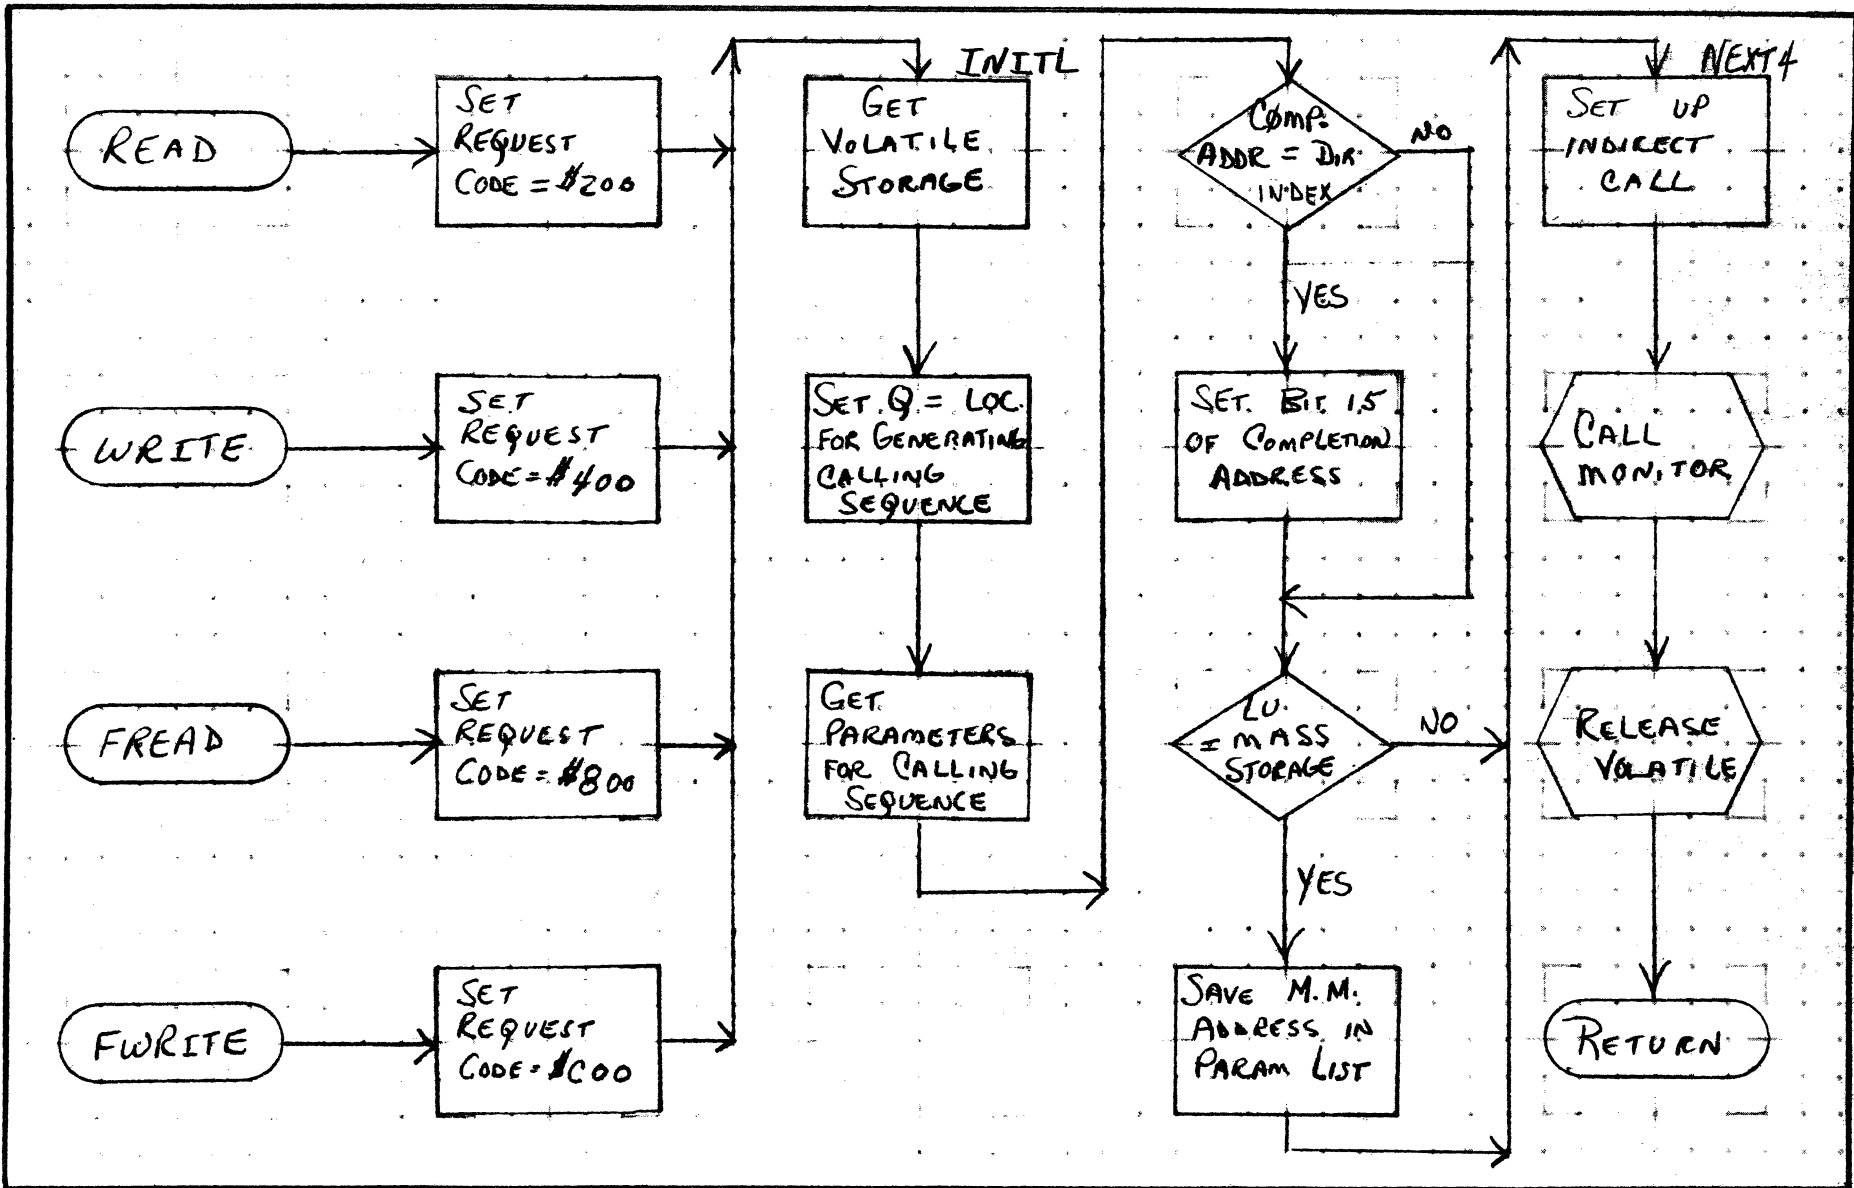 READ
SET
REQUEST
CODE = $200
WRITE
SET
REQUEST
CODE = $400
FREAD
SET
REQUEST
CODE = $800
FWRITE
SET
REQUEST
CODE = $C00
INITL
GET
VOLATILE
STORAGE
SET Q = LOC.
FOR GENERATING
CALLING
SEQUENCE
GET
PARAMETERS
FOR CALLING
SEQUENCE
CØMP.
ADDR = DIR
INDEX
NO
YES
SET BIT 15
OF COMPLETION
ADDRESS
LU.
= MASS
STORAGE
NO
YES
SAVE M.M.
ADDRESS IN
PARAM LIST
NEXT4
SET UP
INDIRECT
CALL
CALL
MONITOR
RELEASE
VOLATILE
RETURN